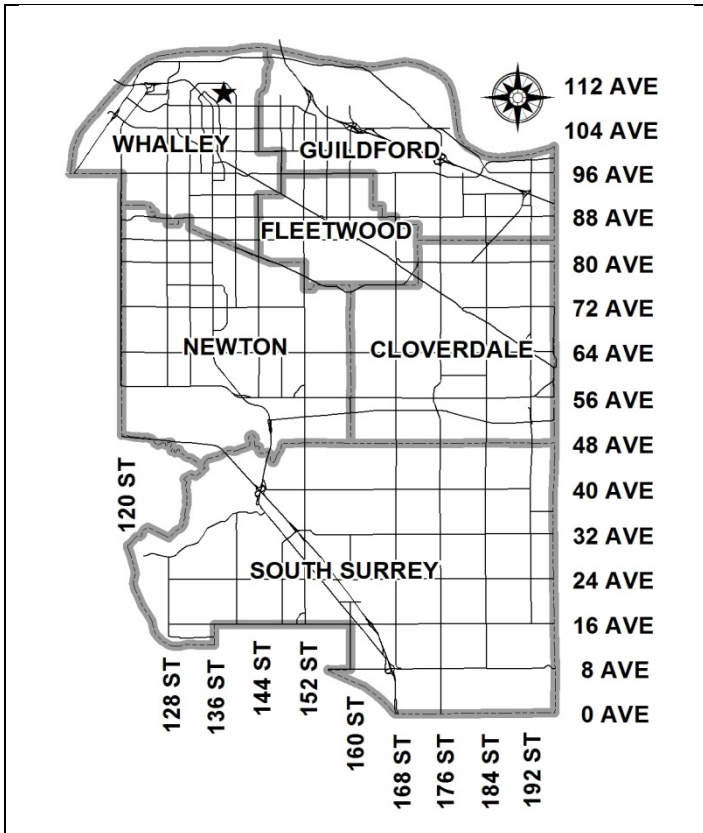 112 AVE
104 AVE
WHALLEY
GUILDFORD
96 AVE
88 AVE
FLEETWOOD
80 AVE
72 AVE
NEWTON
CLOVERDALE
64 AVE
56 AVE
48 AVE
120 ST
40 AVE
32 AVE
SOUTH SURREY
24 AVE
16 AVE
128 ST
136 ST
144 ST
152 ST
8 AVE
160 ST
0 AVE
168 ST
176 ST
184 ST
192 ST